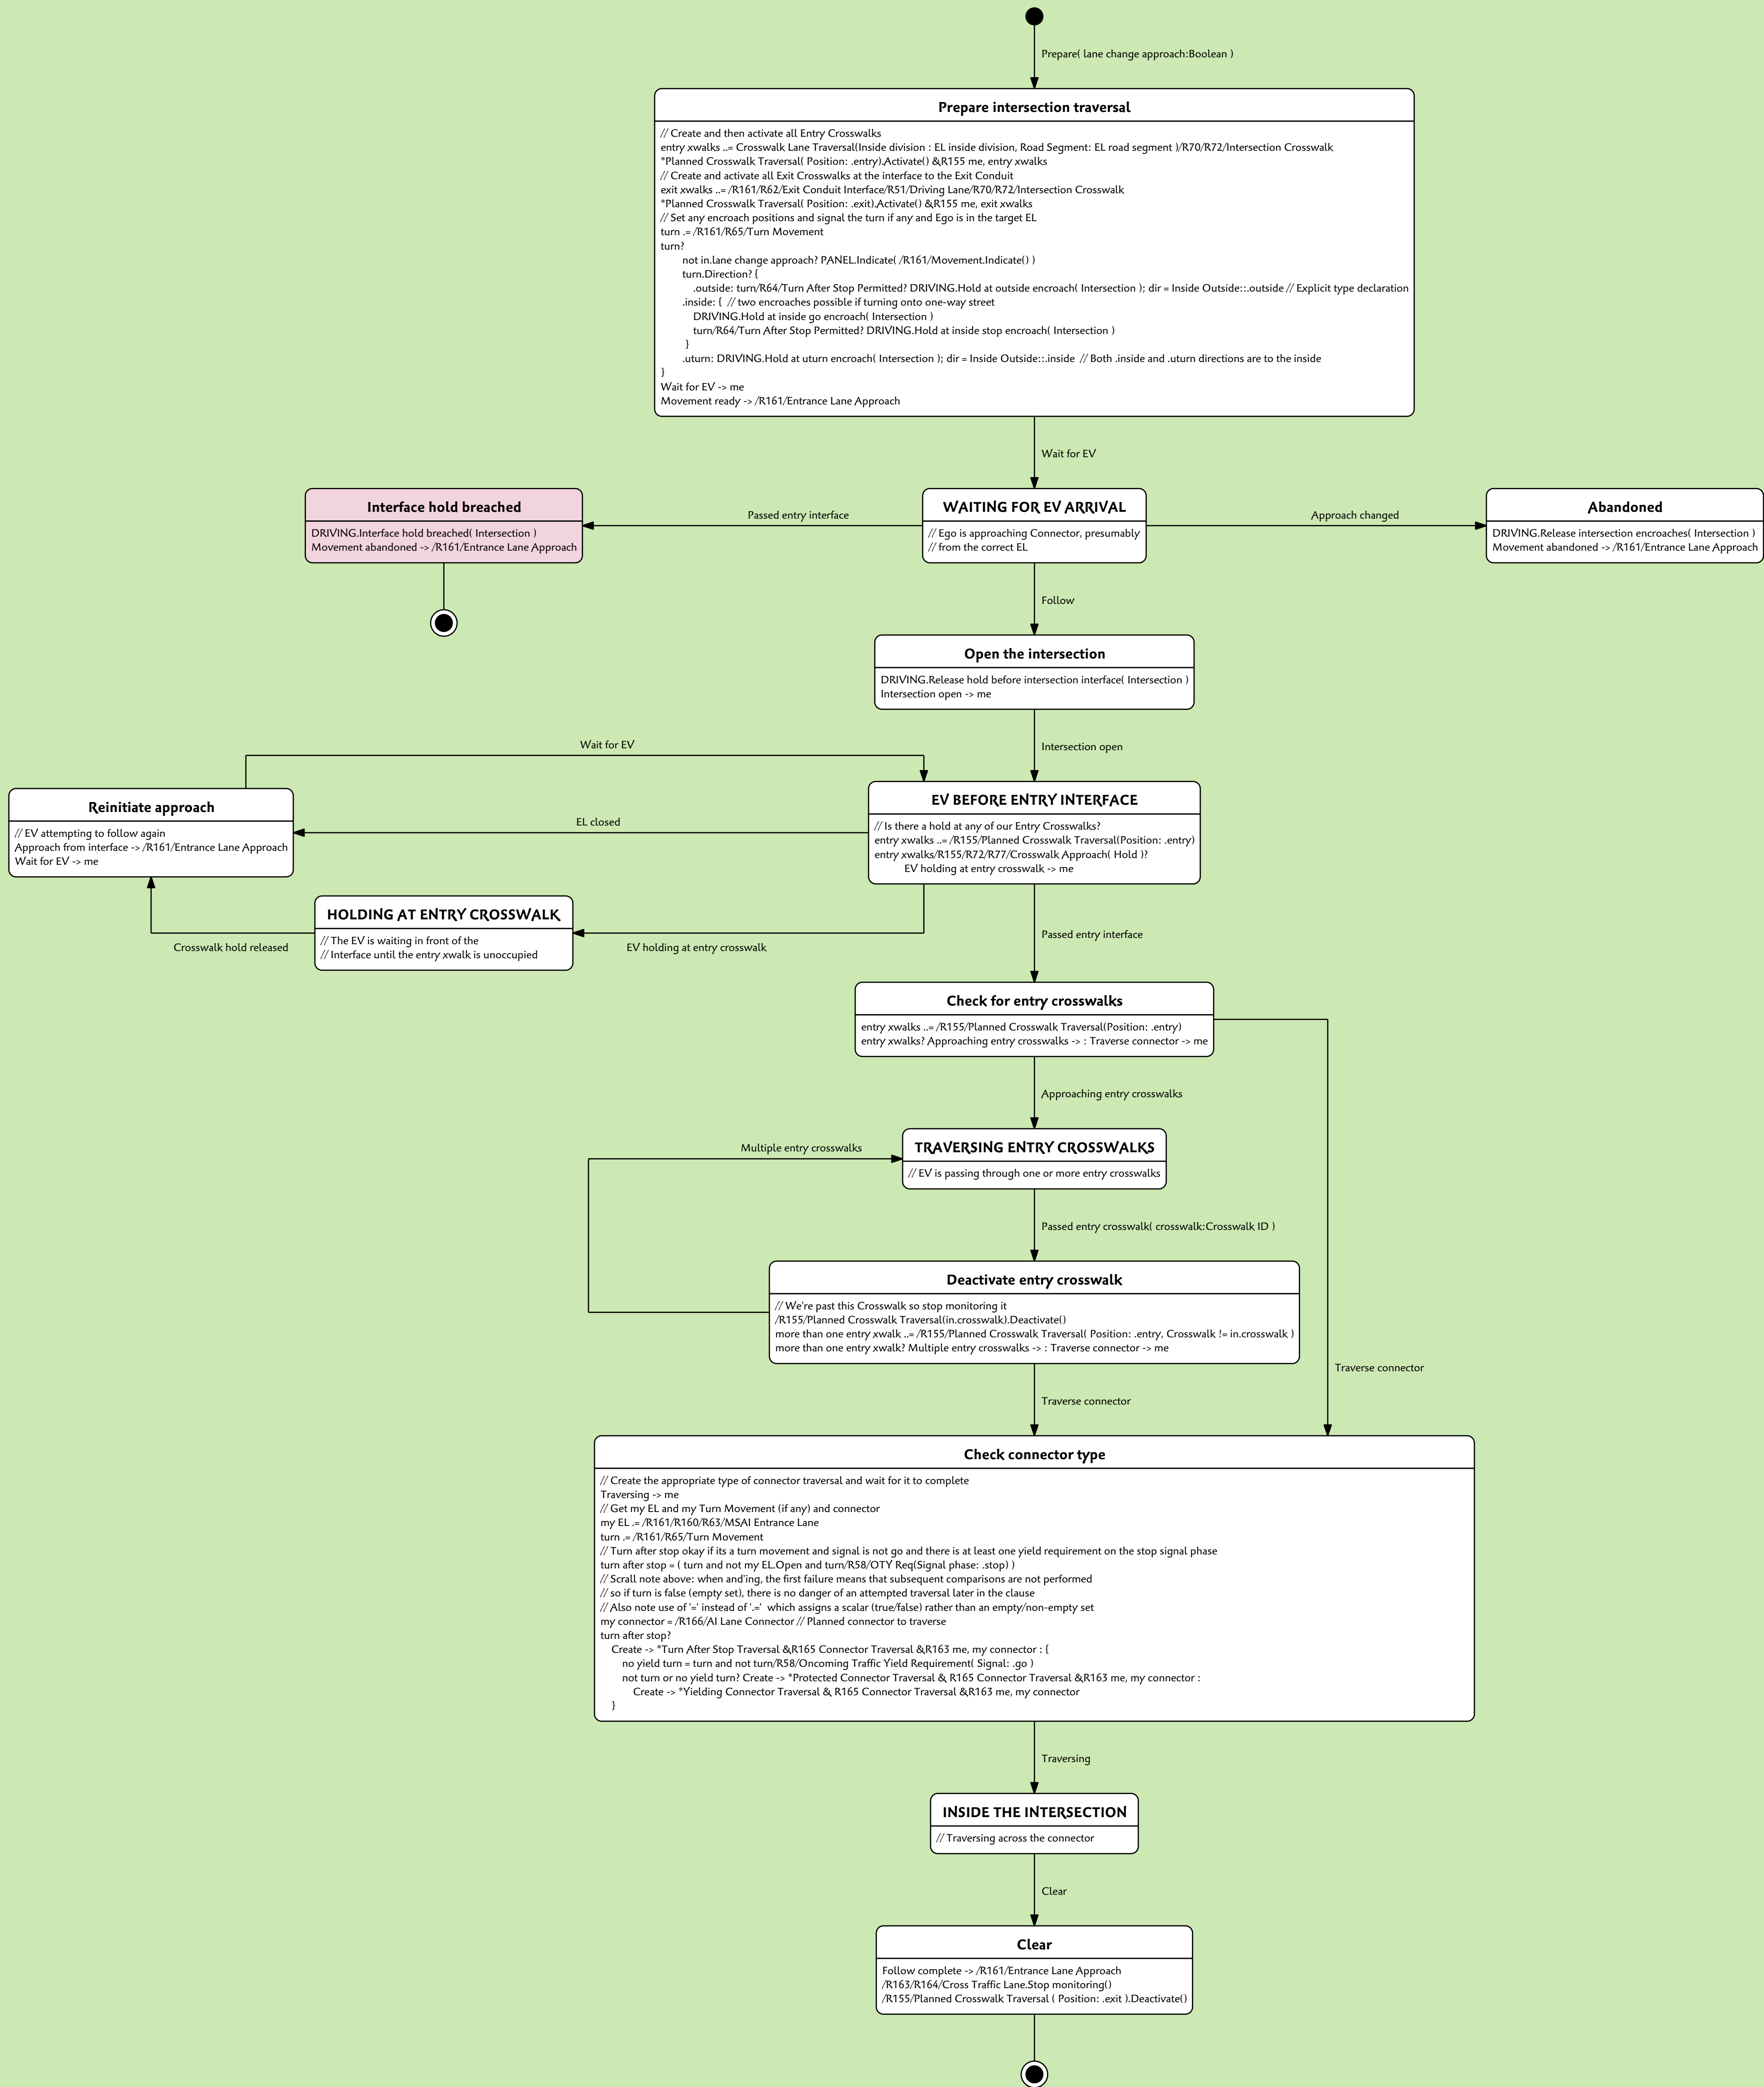 Prepare( lane change approach:Boolean )
Prepare intersection traversal
// Create and then activate all Entry Crosswalks
entry xwalks ..= Crosswalk Lane Traversal(Inside division : EL inside division, Road Segment: EL road segment )/R70/R72/Intersection Crosswalk
*Planned Crosswalk Traversal( Position: .entry).Activate() &R155 me, entry xwalks
// Create and activate all Exit Crosswalks at the interface to the Exit Conduit
exit xwalks ..= /R161/R62/Exit Conduit Interface/R51/Driving Lane/R70/R72/Intersection Crosswalk
*Planned Crosswalk Traversal( Position: .exit).Activate() &R155 me, exit xwalks
// Set any encroach positions and signal the turn if any and Ego is in the target EL
turn .= /R161/R65/Turn Movement
turn?
not in.lane change approach? PANEL.Indicate( /R161/Movement.Indicate() )
turn.Direction? {
.outside: turn/R64/Turn After Stop Permitted? DRIVING.Hold at outside encroach( Intersection ); dir = Inside Outside::.outside // Explicit type declaration
.inside: { // two encroaches possible if turning onto one-way street
DRIVING.Hold at inside go encroach( Intersection )
turn/R64/Turn After Stop Permitted? DRIVING.Hold at inside stop encroach( Intersection )
}
.uturn: DRIVING.Hold at uturn encroach( Intersection ); dir = Inside Outside::.inside // Both .inside and .uturn directions are to the inside
}
Wait for EV -> me
Movement ready -> /R161/Entrance Lane Approach
Wait for EV
Interface hold breached
DRIVING.Interface hold breached( Intersection )
Movement abandoned -> /R161/Entrance Lane Approach
Passed entry interface
WAITING FOR EV ARRIVAL
// Ego is approaching Connector, presumably
// from the correct EL
Approach changed
Abandoned
DRIVING.Release intersection encroaches( Intersection )
Movement abandoned -> /R161/Entrance Lane Approach
Follow
Open the intersection
DRIVING.Release hold before intersection interface( Intersection )
Intersection open -> me
Wait for EV
Intersection open
Reinitiate approach
// EV attempting to follow again
Approach from interface -> /R161/Entrance Lane Approach
Wait for EV -> me
EL closed
EV BEFORE ENTRY INTERFACE
// Is there a hold at any of our Entry Crosswalks?
entry xwalks ..= /R155/Planned Crosswalk Traversal(Position: .entry)
entry xwalks/R155/R72/R77/Crosswalk Approach( Hold )?
EV holding at entry crosswalk -> me
HOLDING AT ENTRY CROSSWALK
// The EV is waiting in front of the
// Interface until the entry xwalk is unoccupied
Crosswalk hold released
EV holding at entry crosswalk
Passed entry interface
Check for entry crosswalks
entry xwalks ..= /R155/Planned Crosswalk Traversal(Position: .entry)
entry xwalks? Approaching entry crosswalks -> : Traverse connector -> me
Approaching entry crosswalks
Multiple entry crosswalks
TRAVERSING ENTRY CROSSWALKS
// EV is passing through one or more entry crosswalks
Passed entry crosswalk( crosswalk:Crosswalk ID )
Deactivate entry crosswalk
// We're past this Crosswalk so stop monitoring it
/R155/Planned Crosswalk Traversal(in.crosswalk).Deactivate()
more than one entry xwalk ..= /R155/Planned Crosswalk Traversal( Position: .entry, Crosswalk != in.crosswalk )
more than one entry xwalk? Multiple entry crosswalks -> : Traverse connector -> me
Traverse connector
Traverse connector
Check connector type
// Create the appropriate type of connector traversal and wait for it to complete
Traversing -> me
// Get my EL and my Turn Movement (if any) and connector
my EL .= /R161/R160/R63/MSAI Entrance Lane
turn .= /R161/R65/Turn Movement
// Turn after stop okay if its a turn movement and signal is not go and there is at least one yield requirement on the stop signal phase
turn after stop = ( turn and not my EL.Open and turn/R58/OTY Req(Signal phase: .stop) )
// Scrall note above: when and'ing, the first failure means that subsequent comparisons are not performed
// so if turn is false (empty set), there is no danger of an attempted traversal later in the clause
// Also note use of '=' instead of '.=' which assigns a scalar (true/false) rather than an empty/non-empty set
my connector = /R166/AI Lane Connector // Planned connector to traverse
turn after stop?
Create -> *Turn After Stop Traversal &R165 Connector Traversal &R163 me, my connector : {
no yield turn = turn and not turn/R58/Oncoming Traffic Yield Requirement( Signal: .go )
not turn or no yield turn? Create -> *Protected Connector Traversal & R165 Connector Traversal &R163 me, my connector :
Create -> *Yielding Connector Traversal & R165 Connector Traversal &R163 me, my connector
}
Traversing
INSIDE THE INTERSECTION
// Traversing across the connector
Clear
Clear
Follow complete -> /R161/Entrance Lane Approach
/R163/R164/Cross Traffic Lane.Stop monitoring()
/R155/Planned Crosswalk Traversal ( Position: .exit ).Deactivate()